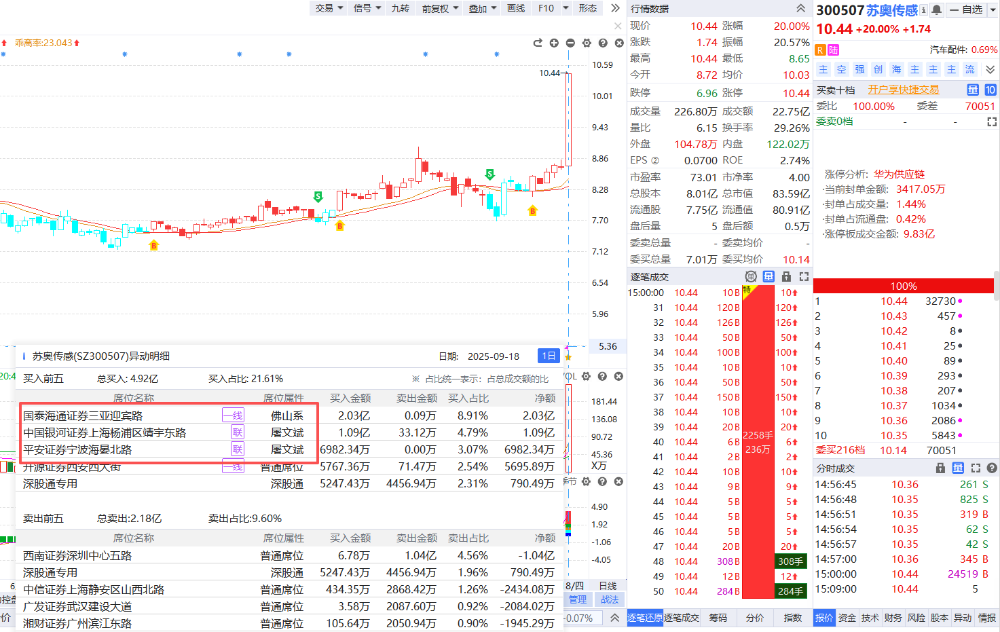 交易 信号 九转 前复权 叠加 画线 F10 形态
乖离率:23.043
10.44
10.59
10.01
9.43
8.86
8.28
7.70
7.12
6.54
5.96
5.36
S
S
B
B
B
苏奥传感(SZ300507)异动明细 日期: 2025-09-18 1日
买入前五 总买入: 4.92亿 买入占比: 21.61% ※ 占比统一表示: 占总成交额的比
席位名称 席位属性 买入金额 卖出金额 买入占比 净额
国泰海通证券三亚迎宾路 一线 佛山系 2.03亿 0.09万 8.91% 2.03亿
中国银河证券上海杨浦区靖宇东路 联 屠文斌 1.09亿 33.12万 4.79% 1.09亿
平安证券宁波海晏北路 联 屠文斌 6982.34万 0.00万 3.07% 6982.34万
开源证券西安西大街 一线 普通席位 5767.36万 71.47万 2.54% 5695.89万
深股通专用 深股通 5247.43万 4456.94万 2.31% 790.49万
卖出前五 总卖出:2.18亿 卖出占比:9.60%
席位名称 席位属性 买入金额 卖出金额 卖出占比 净额
西南证券深圳中心五路 普通席位 6.78万 1.04亿 4.56% -1.04亿
深股通专用 深股通 5247.43万 4456.94万 1.96% 790.49万
中信证券上海静安区山西北路 普通席位 434.35万 2868.42万 1.26% -2434.08万
广发证券武汉建设大道 普通席位 3.58万 2087.60万 0.92% -2084.02万
湘财证券广州滨江东路 普通席位 105.64万 2050.94万 0.90% -1945.29万
20:4
VOL
181.44
136.08
90.72
45.36
X万
4.90
1.92
-1.06
-4.05
8/四 日线
管理 战法
-0.07%
行情数据
现价 10.44 涨幅 20.00%
涨跌 1.74 振幅 20.57%
最高 10.44 最低 8.65
今开 8.72 均价 10.03
跌停 6.96 涨停 10.44
成交量 226.80万 成交额 22.75亿
量比 6.15 换手率 29.26%
外盘 104.78万 内盘 122.02万
EPS ② 0.0700 ROE 2.74%
市盈率 73.01 市净率 4.00
总股本 8.01亿 总市值 83.59亿
流通股 7.75亿 流通值 80.91亿
盘后量 5 盘后额 0.5万
委卖总量 - 委卖均价 -
委买总量 7.01万 委买均价 10.14
逐笔成交 单 量
15:00:00 10.44 10 B 特 10
31 10.44 120 B 120
32 10.44 126 B 126
33 10.44 50 B 50
34 10.44 100 B 100
35 10.44 10 B 10
36 10.44 50 B 50
37 10.44 150 B 150
38 10.44 10 B 10
39 10.44 20 B 20
40 10.44 6 B 6
41 10.44 2 B 2
42 10.44 10 B 10
43 10.44 9 B 9
44 10.44 5 B 5
45 10.44 5 B 5
46 10.44 5 B 5
47 10.44 20 B 20
48 10.44 308 B 308手
49 10.44 12 B 12
50 10.44 284 B 284手
2258手
236万
逐笔还原 逐笔成交 筹码 分价 指数
300507 苏奥传感 自选
10.44 +20.00% +1.74
R 陆 汽车配件: 0.69%
主 空 强 创 海 主 主 主 流
买卖十档 开户享快捷交易 量 10
委比 100.00% 委差 70051
委卖0档 - -
涨停分析: 华为供应链
·当前封单金额: 3417.05万
·封单占成交量: 1.44%
·封单占流通盘: 0.42%
·涨停板成交金额: 9.83亿
100%
1 10.44 32730
2 10.43 457
3 10.42 8
4 10.41 25
5 10.40 89
6 10.39 293
7 10.38 207
8 10.37 1034
9 10.36 2086
10 10.35 5843
委买216档 10.14 70051
分时成交 量
14:56:45 10.36 261 S
14:56:48 10.35 825 S
14:56:51 10.35 319 B
14:56:54 10.35 62 S
14:56:57 10.35 42 S
14:57:00 10.36 345 B
15:00:00 10.44 24519 B
15:09:00 10.44 5
报价 资金 技术 财务 风险 股本 异动 情报